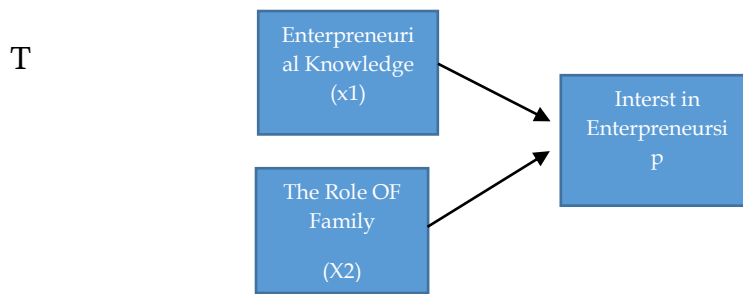 T
Enterpreneuri
al Knowledge
(x1)
Interst in
Enterpreneursi
p
The Role OF
Family
(X2)